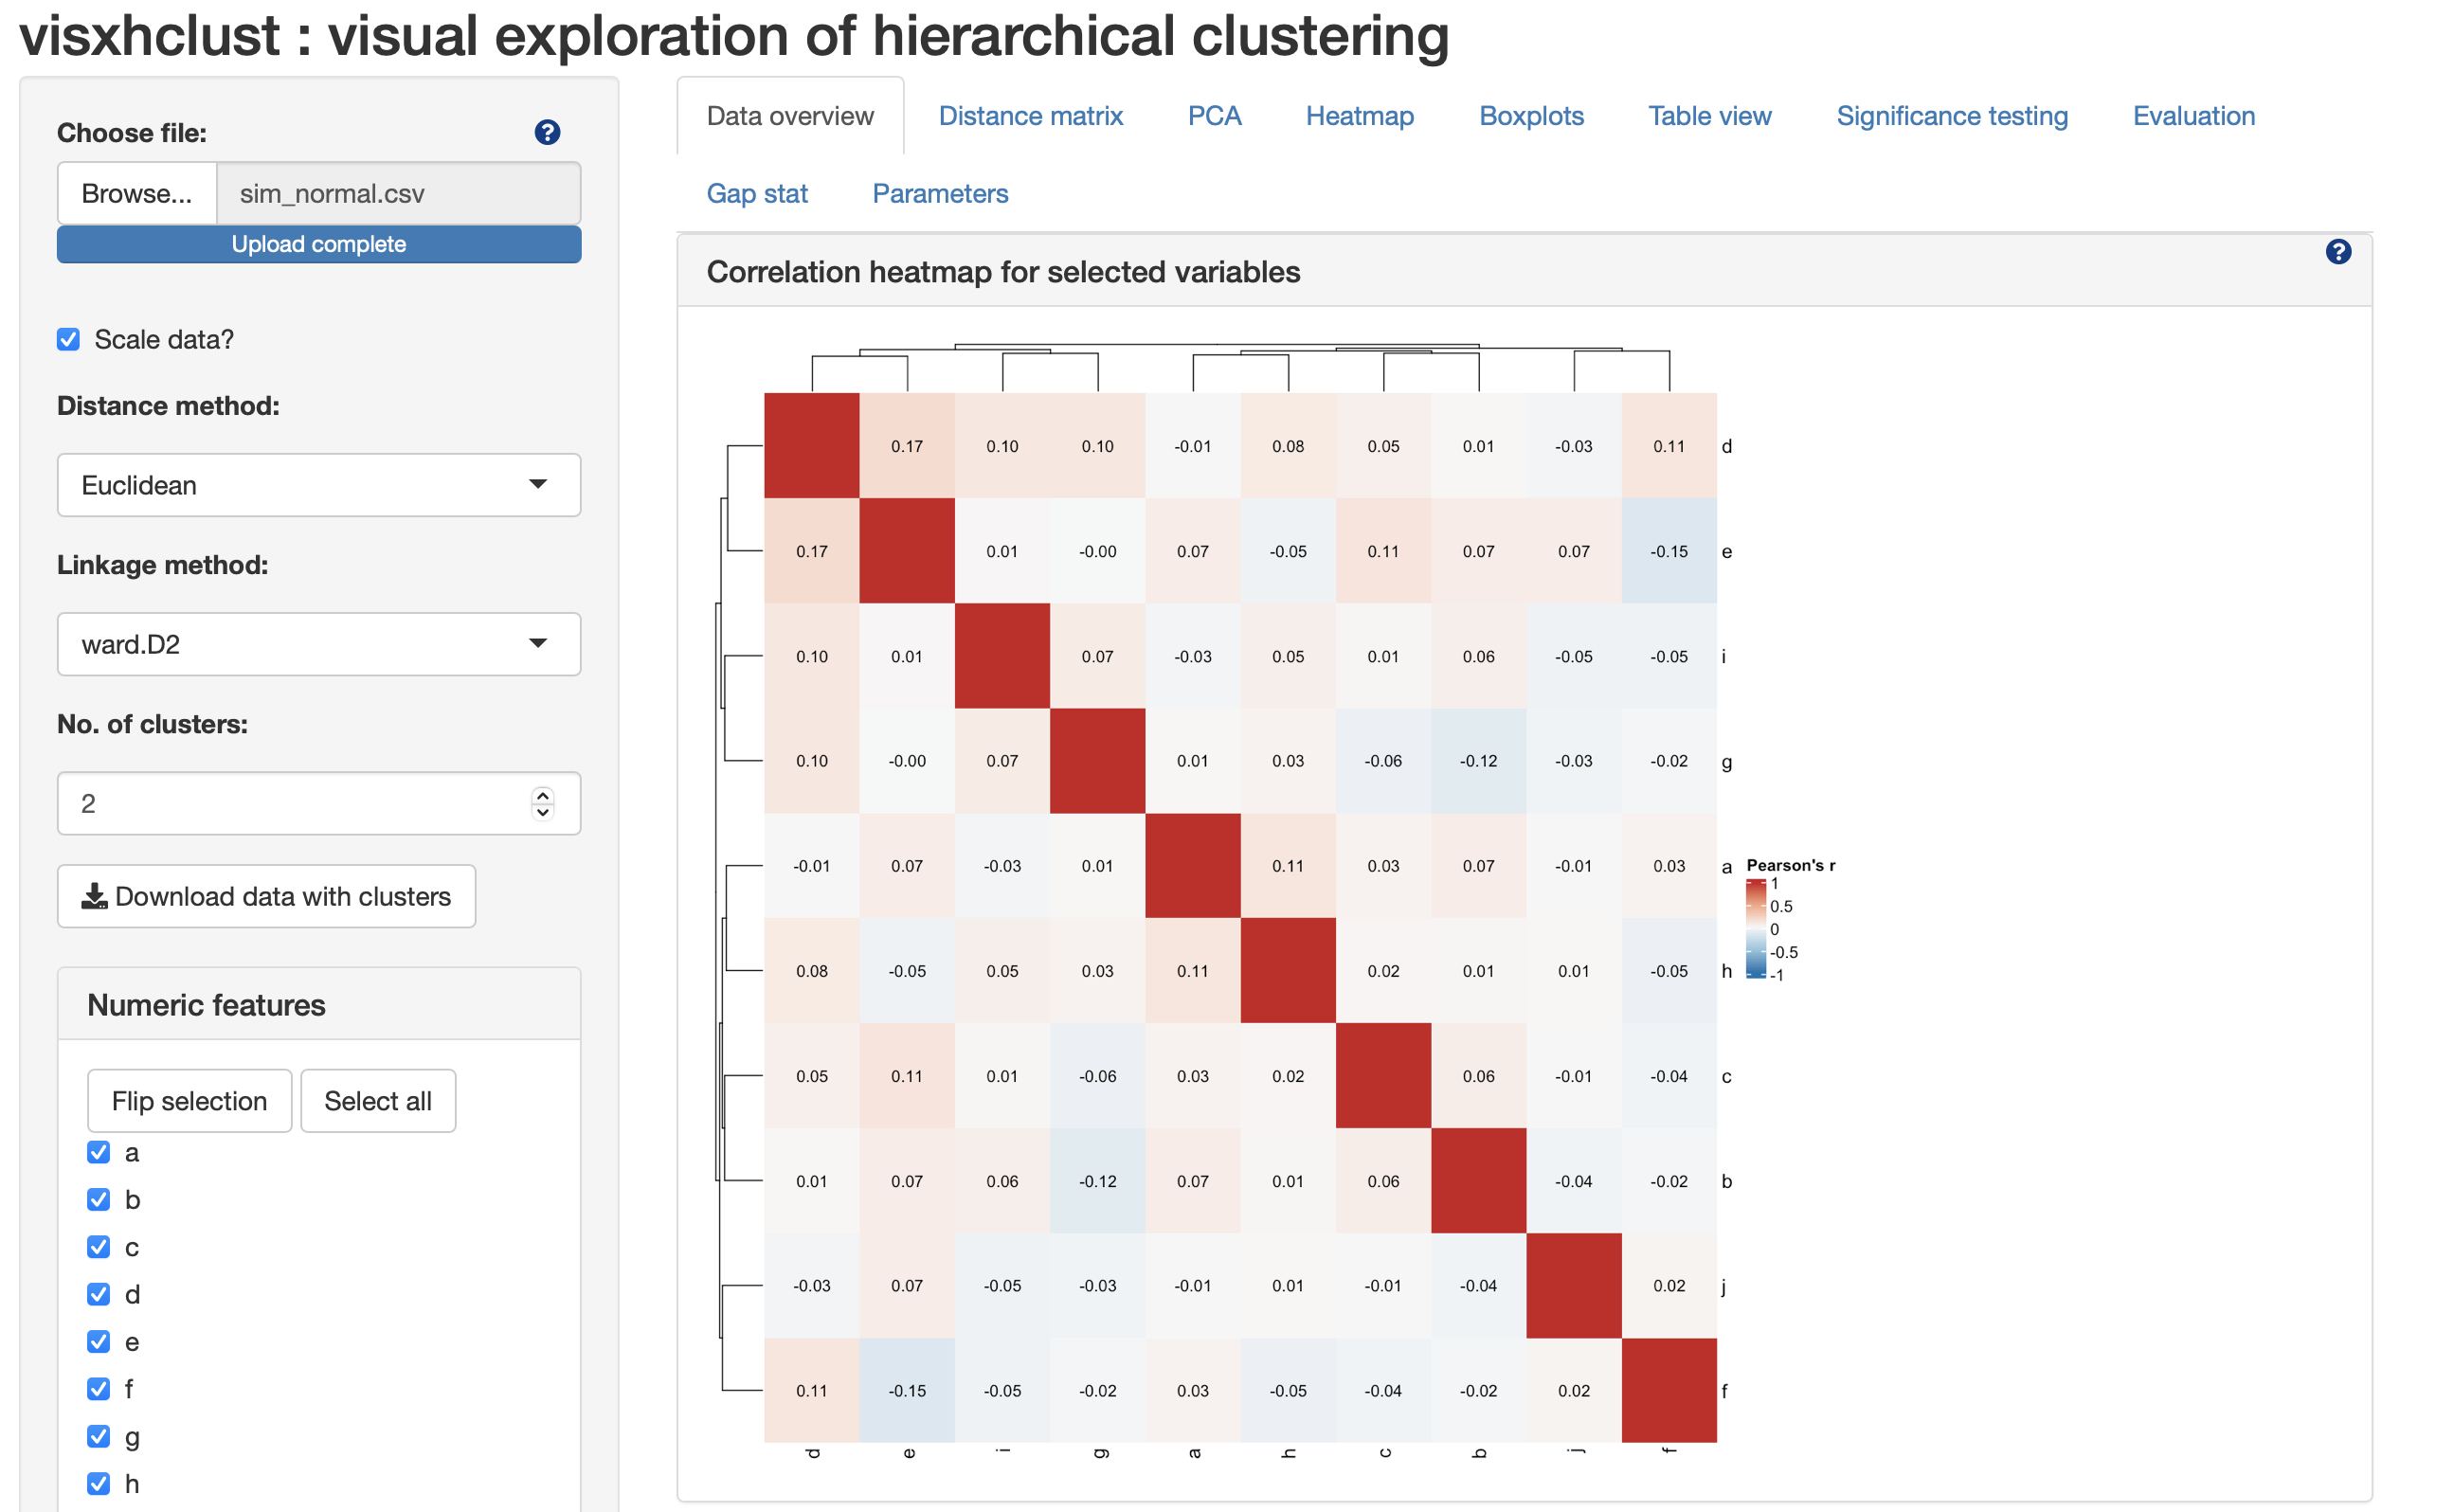 visxhclust : visual exploration of hierarchical clustering
Choose file:
Browse... sim_normal.csv
Upload complete
Scale data?
Distance method:
Euclidean
Linkage method:
ward.D2
No. of clusters:
2
Download data with clusters
Numeric features
Flip selection Select all
a
b
c
d
e
f
g
h
Data overview Distance matrix PCA Heatmap Boxplots Table view Significance testing Evaluation
Gap stat Parameters
Correlation heatmap for selected variables
0.17 0.10 0.10 -0.01 0.08 0.05 0.01 -0.03 0.11 d
0.17 0.01 -0.00 0.07 -0.05 0.11 0.07 0.07 -0.15 e
0.10 0.01 0.07 -0.03 0.05 0.01 0.06 -0.05 -0.05 i
0.10 -0.00 0.07 0.01 0.03 -0.06 -0.12 -0.03 -0.02 g
-0.01 0.07 -0.03 0.01 0.11 0.03 0.07 -0.01 0.03 a
0.08 -0.05 0.05 0.03 0.11 0.02 0.01 0.01 -0.05 h
0.05 0.11 0.01 -0.06 0.03 0.02 0.06 -0.01 -0.04 c
0.01 0.07 0.06 -0.12 0.07 0.01 0.06 -0.04 -0.02 b
-0.03 0.07 -0.05 -0.03 -0.01 0.01 -0.01 -0.04 0.02 j
0.11 -0.15 -0.05 -0.02 0.03 -0.05 -0.04 -0.02 0.02 f
d e i g a h c b j f
Pearson's r
1
0.5
0
-0.5
-1